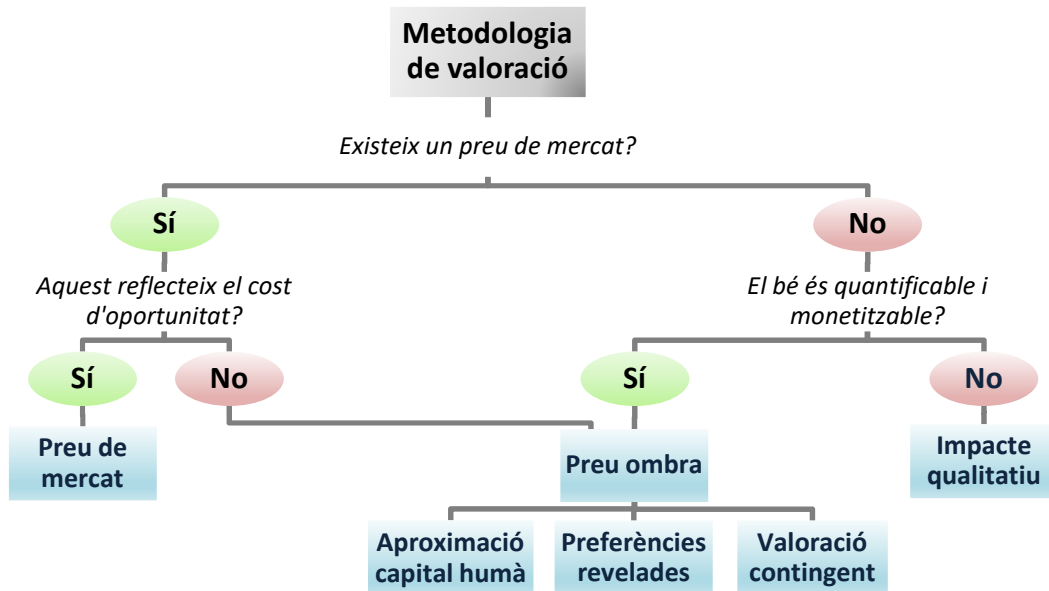 Metodologia
de valoració
Existeix un preu de mercat?
Sí
No
Aquest reflecteix el cost
d'oportunitat?
El bé és quantificable i
monetitzable?
Sí
No
Sí
No
Preu de
mercat
Preu ombra
Impacte
qualitatiu
Aproximació
capital humà
Preferències
revelades
Valoració
contingent